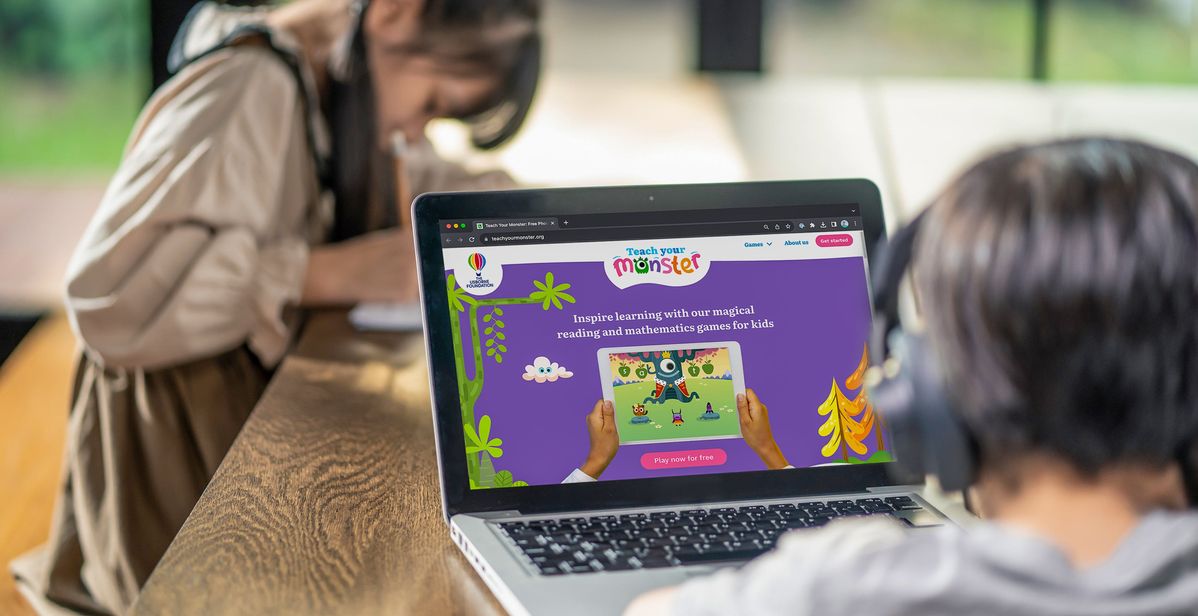 Teach Your Monster: Free Pho
teachyourmonster.org
THE
USBORNE
FOUNDATION
Teach your
monster
Games
About us
Get started
Inspire learning with our magical
reading and mathematics games for kids
Play now for free